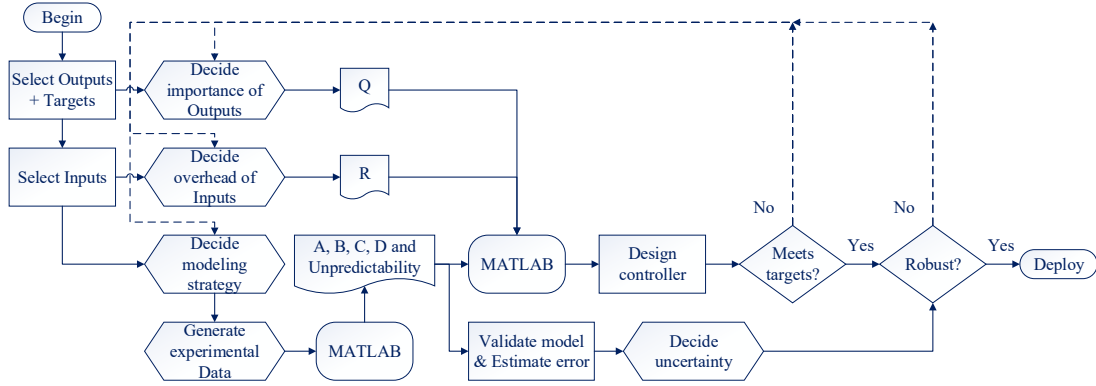 Begin
Select Outputs
+ Targets
Decide
importance of
Outputs
Q
Select Inputs
Decide
overhead of
Inputs
R
No
No
Decide
modeling
strategy
A, B, C, D and
Unpredictability
MATLAB
Design
controller
Meets
targets?
Yes
Robust?
Yes
Deploy
Generate
experimental
Data
MATLAB
Validate model
& Estimate error
Decide
uncertainty